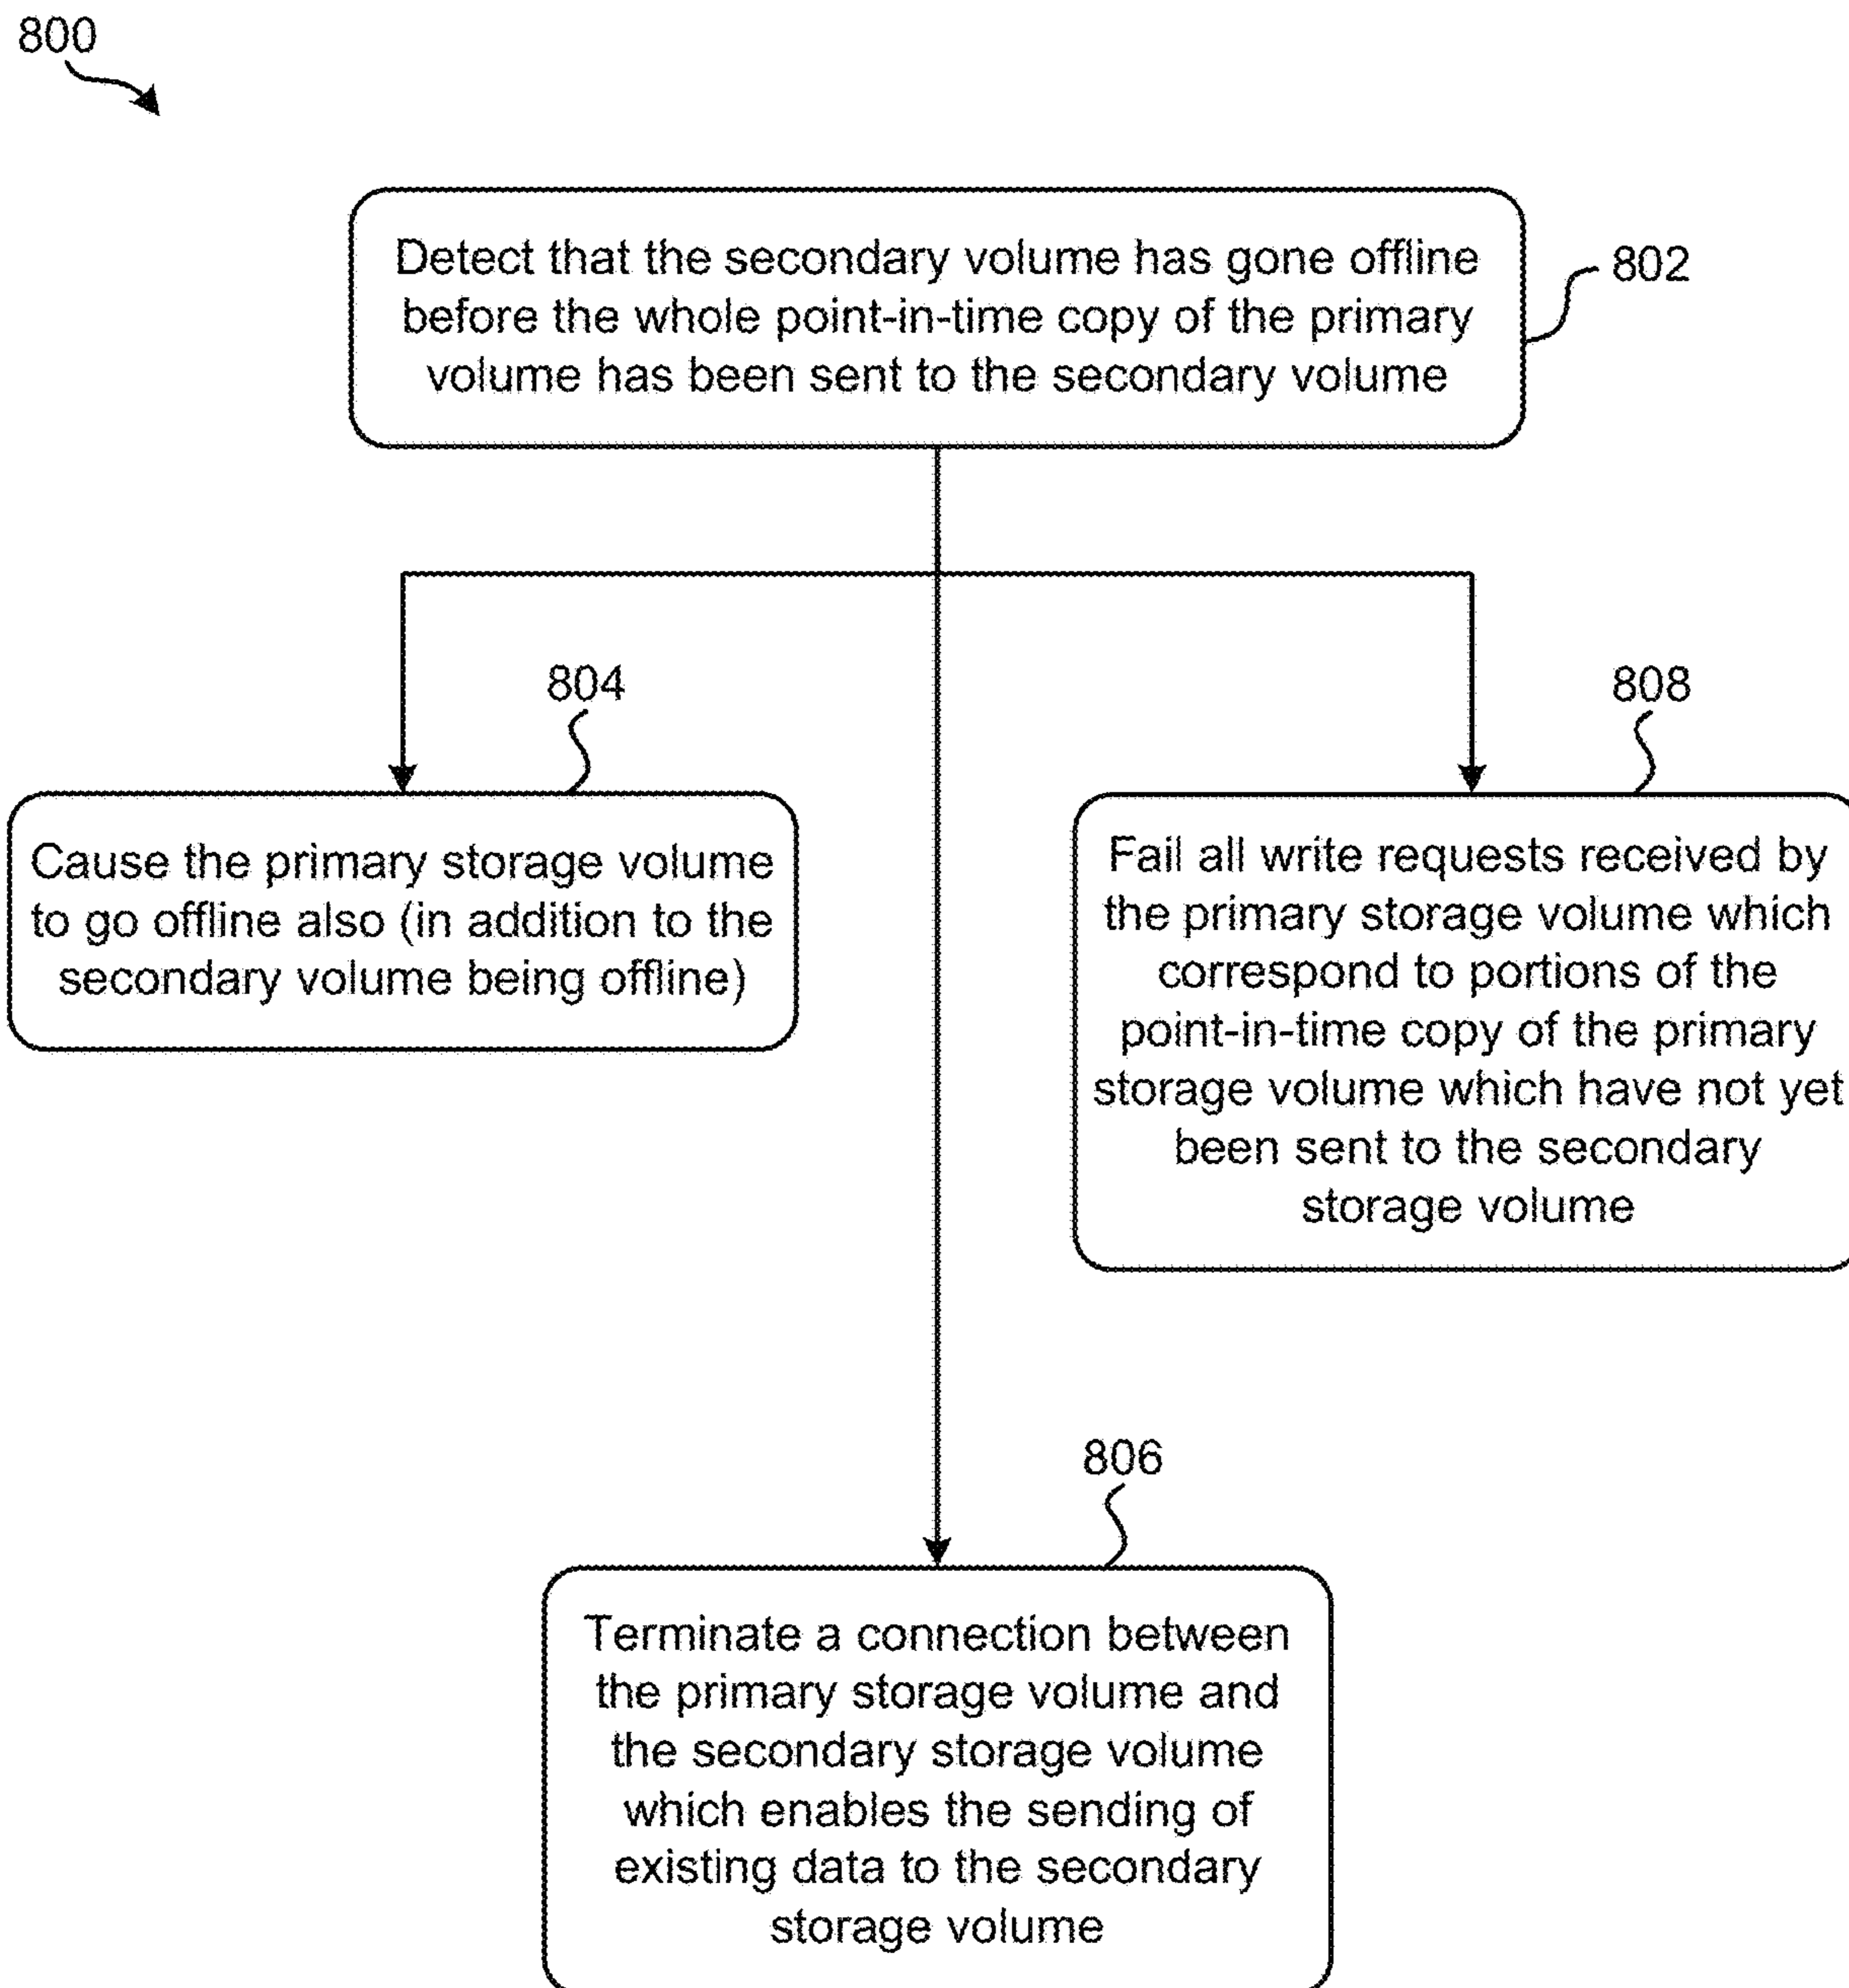 800
Detect that the secondary volume has gone offline
before the whole point-in-time copy of the primary
volume has been sent to the secondary volume
802
804
Cause the primary storage volume
to go offline also (in addition to the
secondary volume being offline)
808
Fail all write requests received by
the primary storage volume which
correspond to portions of the
point-in-time copy of the primary
storage volume which have not yet
been sent to the secondary
storage volume
806
Terminate a connection between
the primary storage volume and
the secondary storage volume
which enables the sending of
existing data to the secondary
storage volume